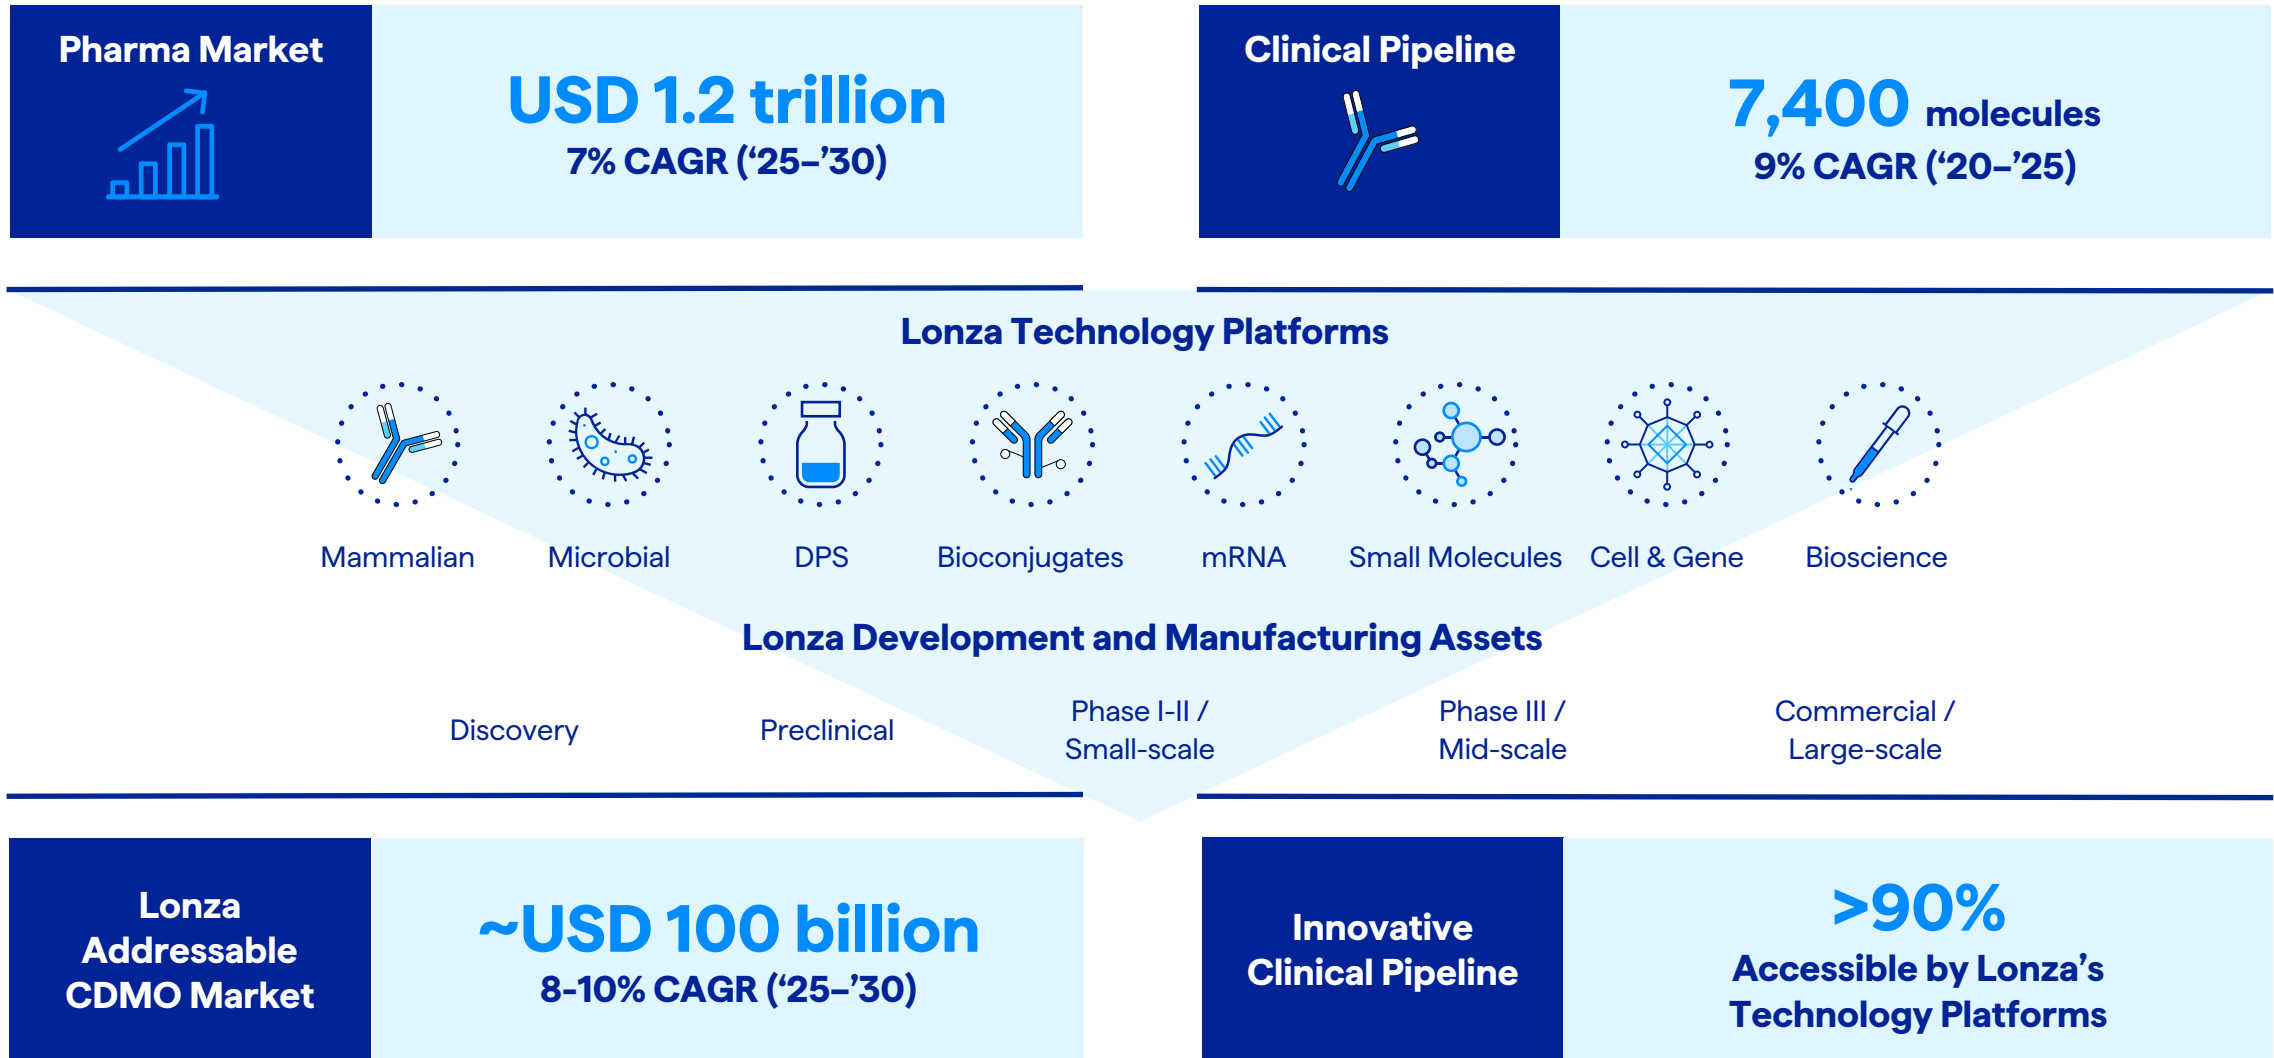 Pharma Market
USD 1.2 trillion
7% CAGR (‘25–’30)
Clinical Pipeline
7,400 molecules
9% CAGR (‘20–’25)
Lonza Technology Platforms
Mammalian
Microbial
DPS
Bioconjugates
mRNA
Small Molecules
Cell & Gene
Bioscience
Lonza Development and Manufacturing Assets
Discovery
Preclinical
Phase I-II /
Small-scale
Phase III /
Mid-scale
Commercial /
Large-scale
Lonza
Addressable
CDMO Market
~USD 100 billion
8-10% CAGR (‘25–’30)
Innovative
Clinical Pipeline
>90%
Accessible by Lonza’s
Technology Platforms